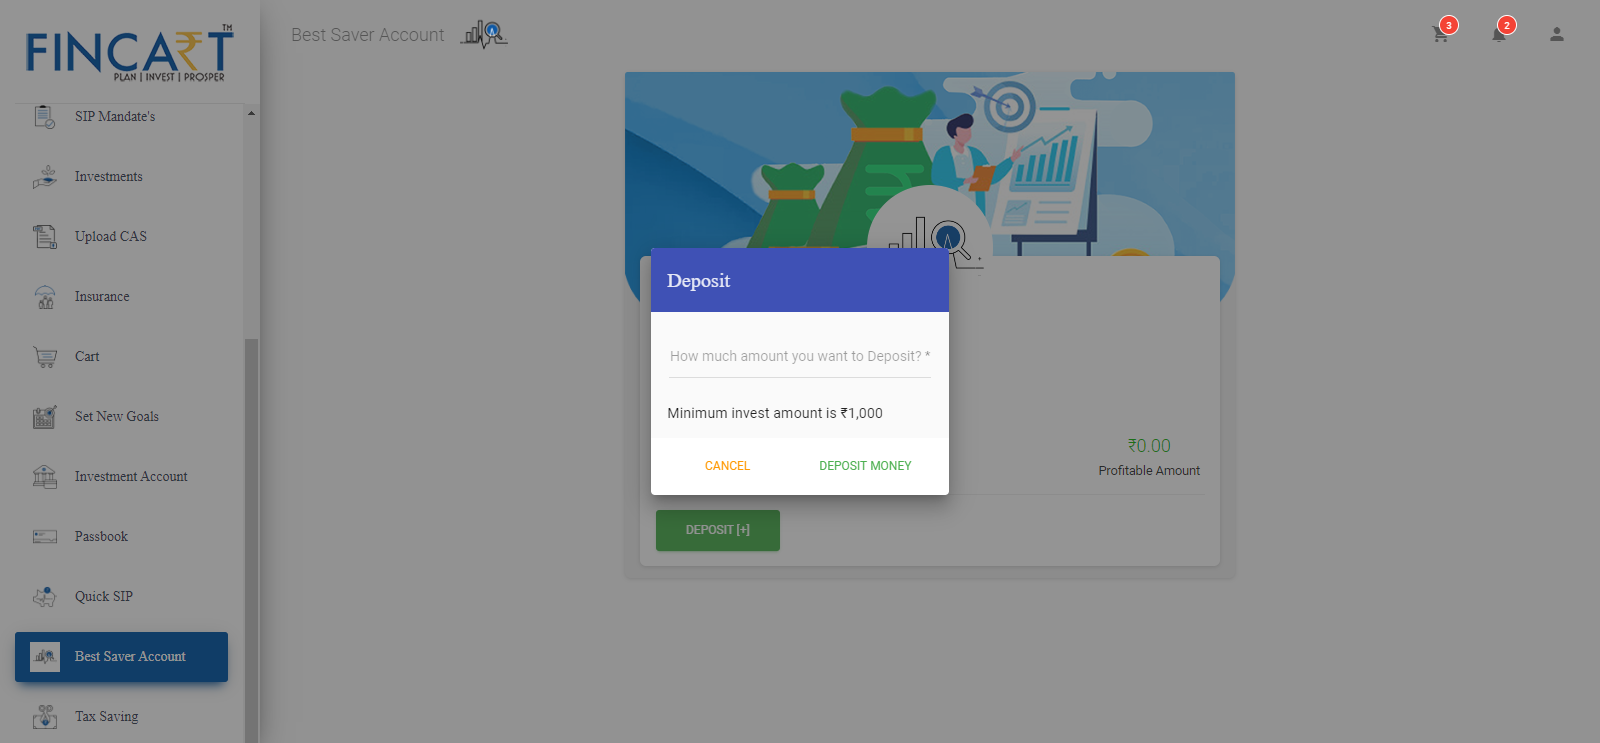 FINCART™
PLAN | INVEST | PROSPER
Best Saver Account
3
2
SIP Mandate's
Investments
Upload CAS
Insurance
Cart
Set New Goals
Investment Account
Passbook
Quick SIP
Best Saver Account
Tax Saving
Deposit
How much amount you want to Deposit? *
Minimum invest amount is ₹1,000
CANCEL DEPOSIT MONEY
₹0.00
Profitable Amount
DEPOSIT [+]